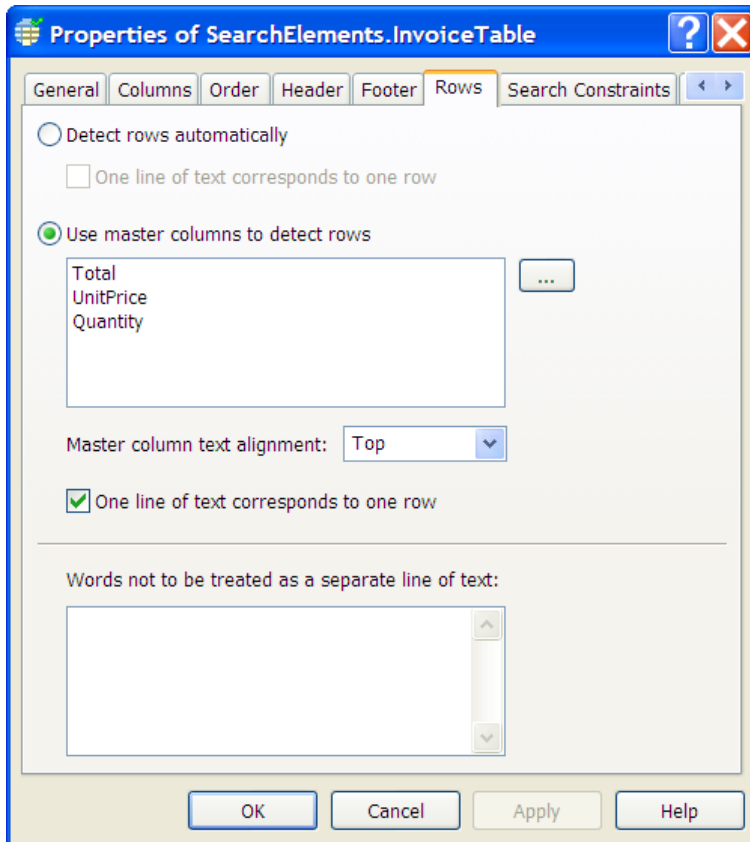 Properties of SearchElements.InvoiceTable
General Columns Order Header Footer Rows Search Constraints
Detect rows automatically
One line of text corresponds to one row
Use master columns to detect rows
Total
...
UnitPrice
Quantity
Master column text alignment: Top
One line of text corresponds to one row
Words not to be treated as a separate line of text:
OK Cancel Apply Help